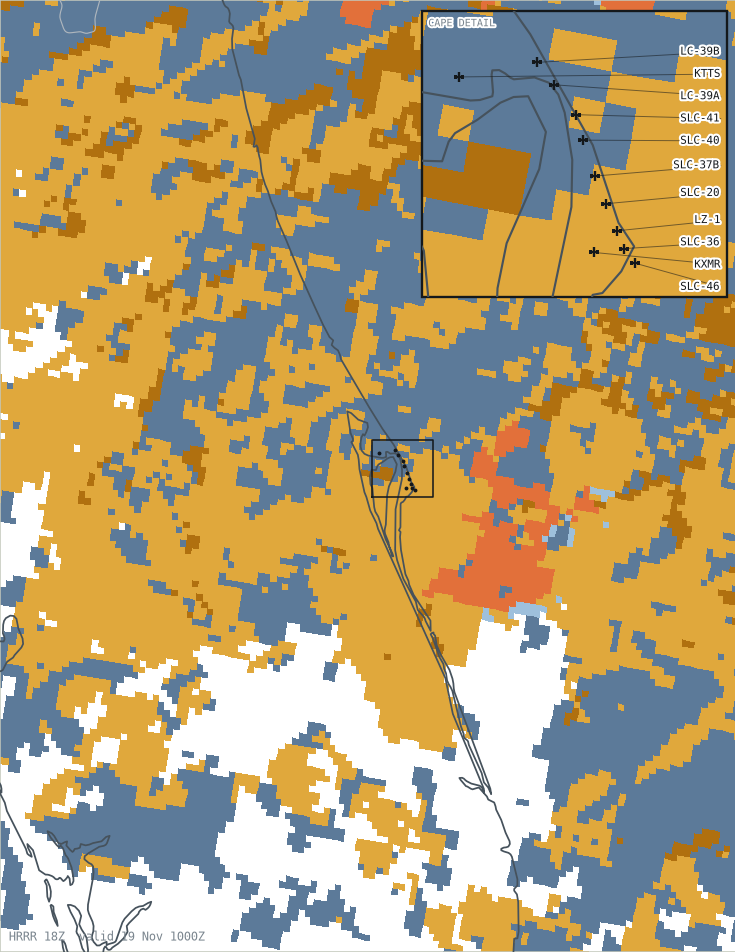 CAPE DETAIL
LC-39B
KTTS
LC-39A
SLC-41
SLC-40
SLC-37B
SLC-20
LZ-1
SLC-36
KXMR
SLC-46
HRRR 18Z valid 19 Nov 1000Z